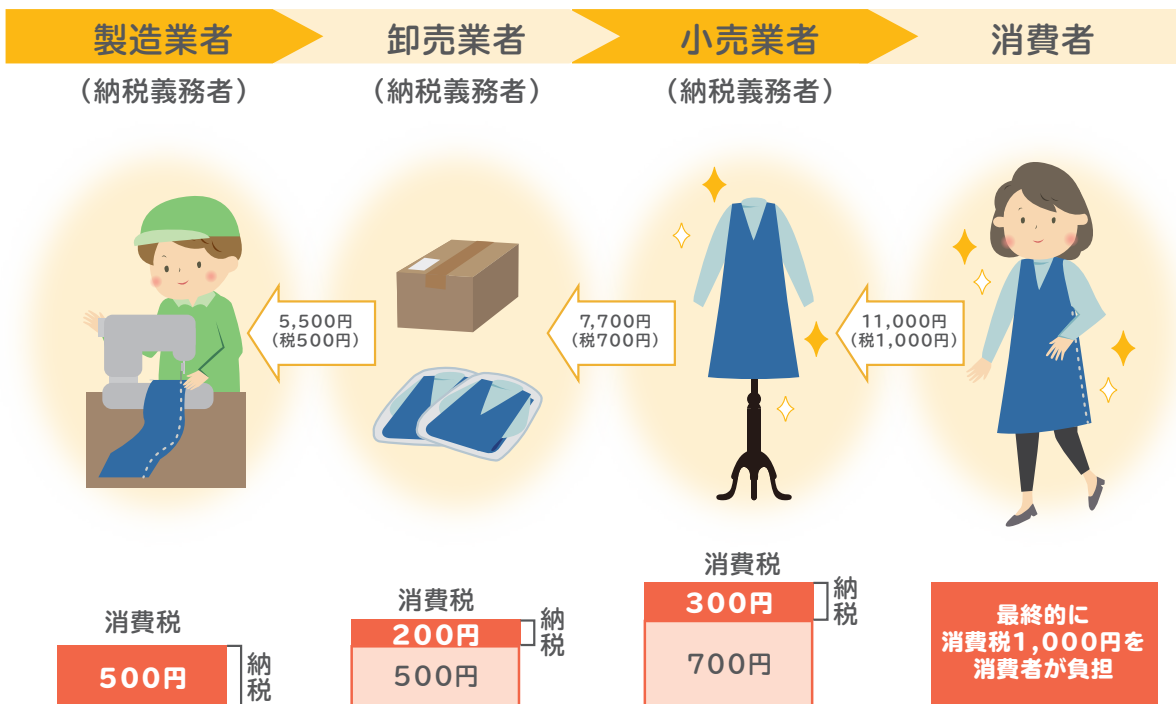 製造業者
卸売業者
小売業者
消費者
（納税義務者）
（納税義務者）
（納税義務者）
5,500円
（税500円）
7,700円
（税700円）
11,000円
（税1,000円）
消費税
500円
納税
消費税
200円
500円
納税
消費税
300円
700円
納税
最終的に
消費税1,000円を
消費者が負担